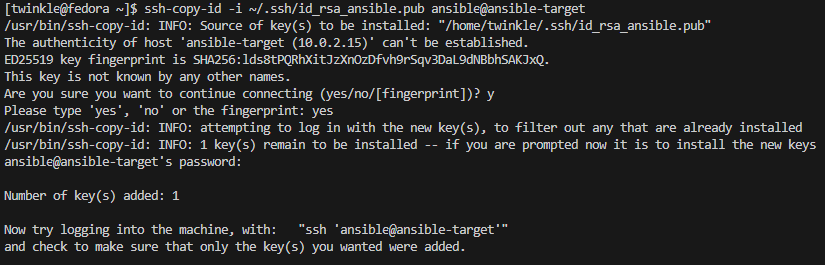 [twinkle@fedora ~]$ ssh-copy-id -i ~/.ssh/id_rsa_ansible.pub ansible@ansible-target
/usr/bin/ssh-copy-id: INFO: Source of key(s) to be installed: "/home/twinkle/.ssh/id_rsa_ansible.pub"
The authenticity of host 'ansible-target (10.0.2.15)' can't be established.
ED25519 key fingerprint is SHA256:lds8tPQRhXitJzXnOzDfvh9rSqv3DaL9dNBbhSAKJxQ.
This key is not known by any other names.
Are you sure you want to continue connecting (yes/no/[fingerprint])? y
Please type 'yes', 'no' or the fingerprint: yes
/usr/bin/ssh-copy-id: INFO: attempting to log in with the new key(s), to filter out any that are already installed
/usr/bin/ssh-copy-id: INFO: 1 key(s) remain to be installed -- if you are prompted now it is to install the new keys
ansible@ansible-target's password:
Number of key(s) added: 1
Now try logging into the machine, with:   "ssh 'ansible@ansible-target'"
and check to make sure that only the key(s) you wanted were added.